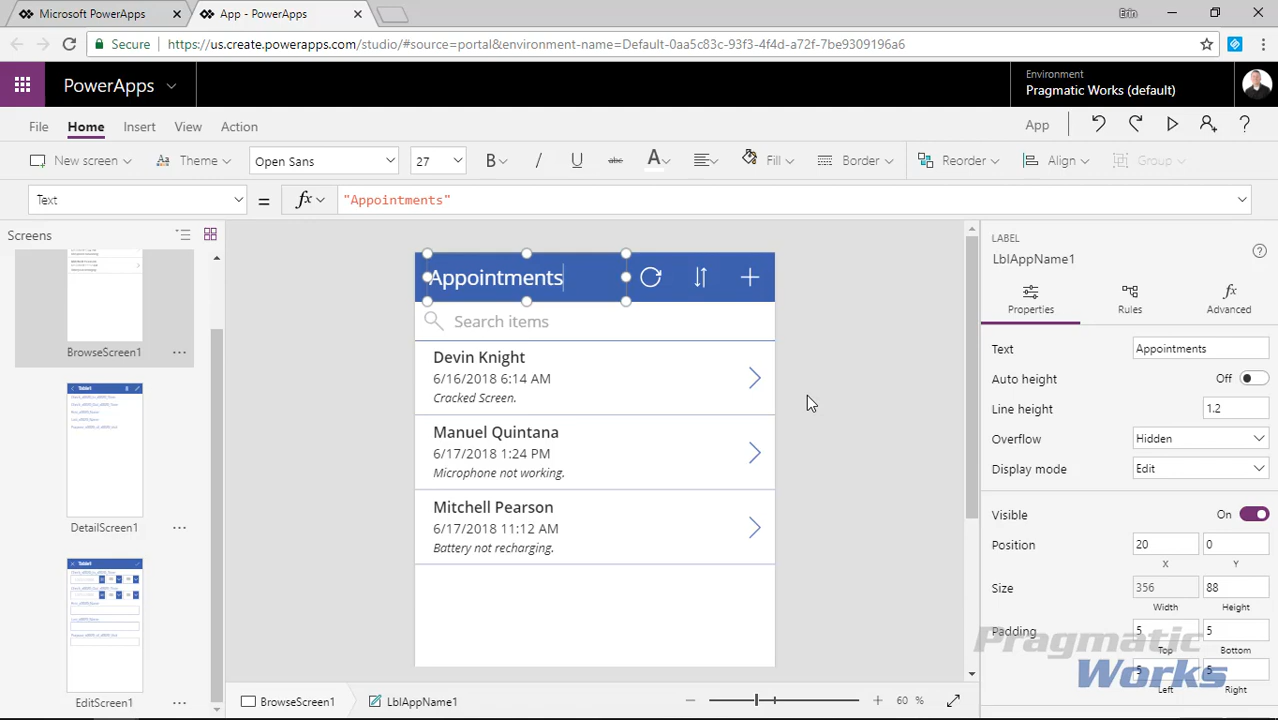 Microsoft PowerApps
App - PowerApps
Erin
Secure
https://us.create.powerapps.com/studio/#source=portal&environment-name=Default-0aa5c83c-93f3-4f4d-a72f-7be9309196a6
PowerApps
Environment
Pragmatic Works (default)
File Home Insert View Action
App
New screen Theme Open Sans 27 B / U abc A Fill Border Reorder Align Group
Text = fx "Appointments"
Screens
BrowseScreen1
DetailScreen1
EditScreen1
Appointments
Search items
Devin Knight
6/16/2018 6:14 AM
Cracked Screen.
Manuel Quintana
6/17/2018 1:24 PM
Microphone not working.
Mitchell Pearson
6/17/2018 11:12 AM
Battery not recharging.
LABEL
LblAppName1
Properties Rules Advanced
Text Appointments
Auto height Off
Line height 1.2
Overflow Hidden
Display mode Edit
Visible On
Position 20 0
X Y
Size 356 88
Width Height
Padding 5 5
Top Bottom
5 5
Left Right
Pragmatic
Works
BrowseScreen1 LblAppName1
60 %